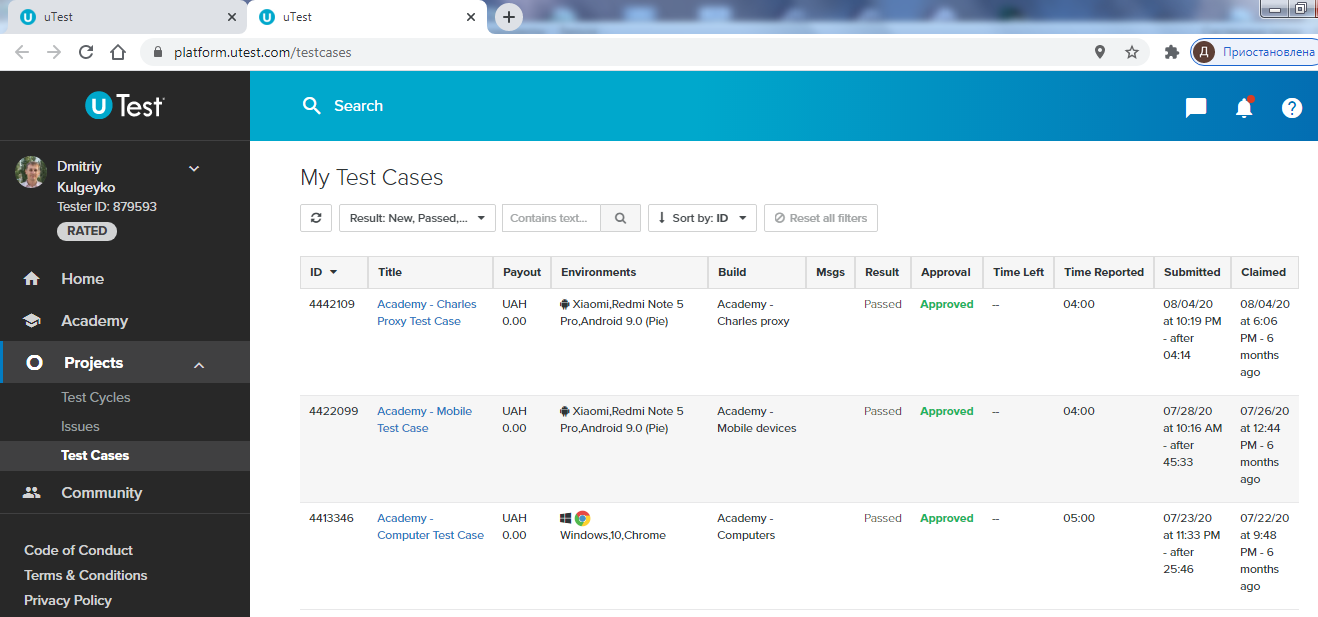 uTest
uTest
platform.utest.com/testcases
Д Приостановлена
U Test
Search
Dmitriy
Kulgeyko
Tester ID: 879593
RATED
Home
Academy
Projects
Test Cycles
Issues
Test Cases
Community
Code of Conduct
Terms & Conditions
Privacy Policy
My Test Cases
Result: New, Passed,... Contains text... Sort by: ID Reset all filters
ID Title Payout Environments Build Msgs Result Approval Time Left Time Reported Submitted Claimed
4442109 Academy - Charles UAH Xiaomi,Redmi Note 5 Academy - Passed Approved -- 04:00 08/04/20 08/04/20
Proxy Test Case 0.00 Pro,Android 9.0 (Pie) Charles proxy at 10:19 PM at 6:06
- after PM - 6
04:14 months
ago
4422099 Academy - Mobile UAH Xiaomi,Redmi Note 5 Academy - Passed Approved -- 04:00 07/28/20 07/26/20
Test Case 0.00 Pro,Android 9.0 (Pie) Mobile devices at 10:16 AM at 12:44
- after PM - 6
45:33 months
ago
4413346 Academy - UAH Academy - Passed Approved -- 05:00 07/23/20 07/22/20
Computer Test Case 0.00 Windows,10,Chrome Computers at 11:33 PM at 9:48
- after PM - 6
25:46 months
ago